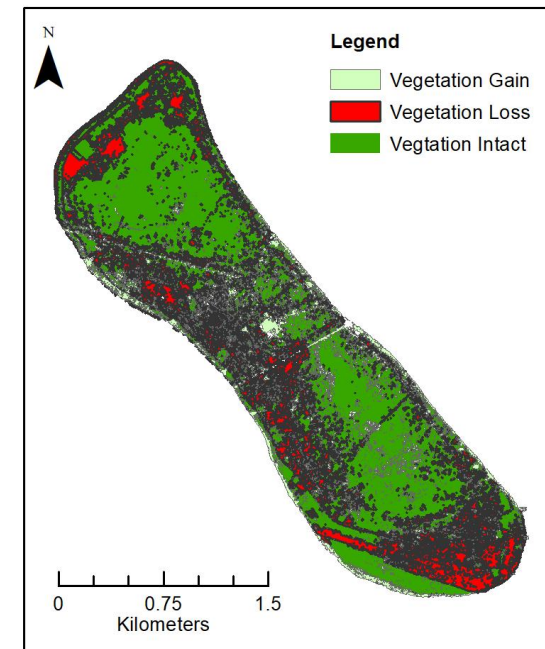 N
Legend
Vegetation Gain
Vegetation Loss
Vegtation Intact
0 0.75 1.5
Kilometers